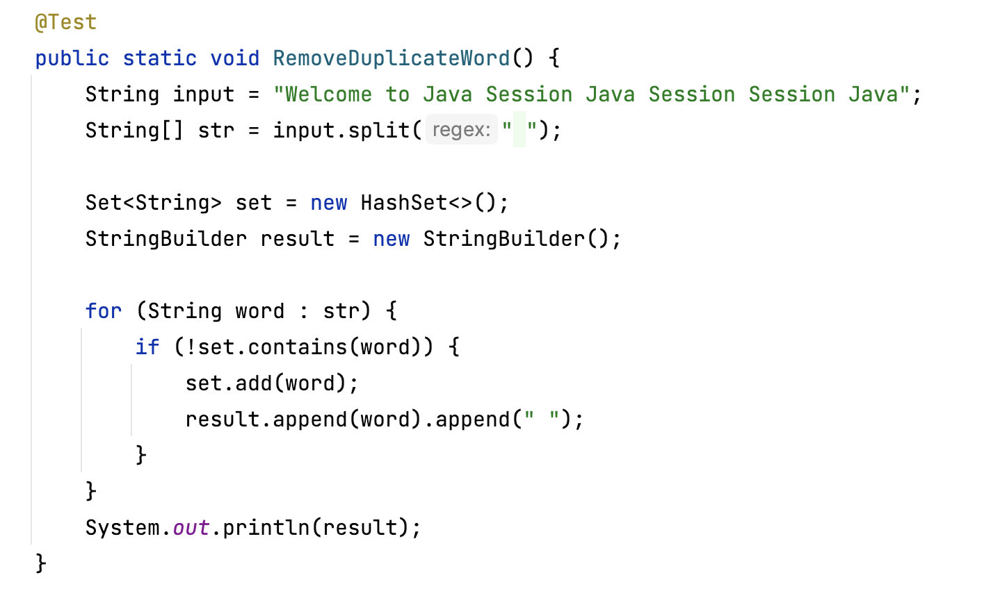 @Test
public static void RemoveDuplicateWord() {
    String input = "Welcome to Java Session Java Session Session Java";
    String[] str = input.split( regex: " ");

    Set<String> set = new HashSet<>();
    StringBuilder result = new StringBuilder();

    for (String word : str) {
        if (!set.contains(word)) {
            set.add(word);
            result.append(word).append(" ");
        }
    }
    System.out.println(result);
}